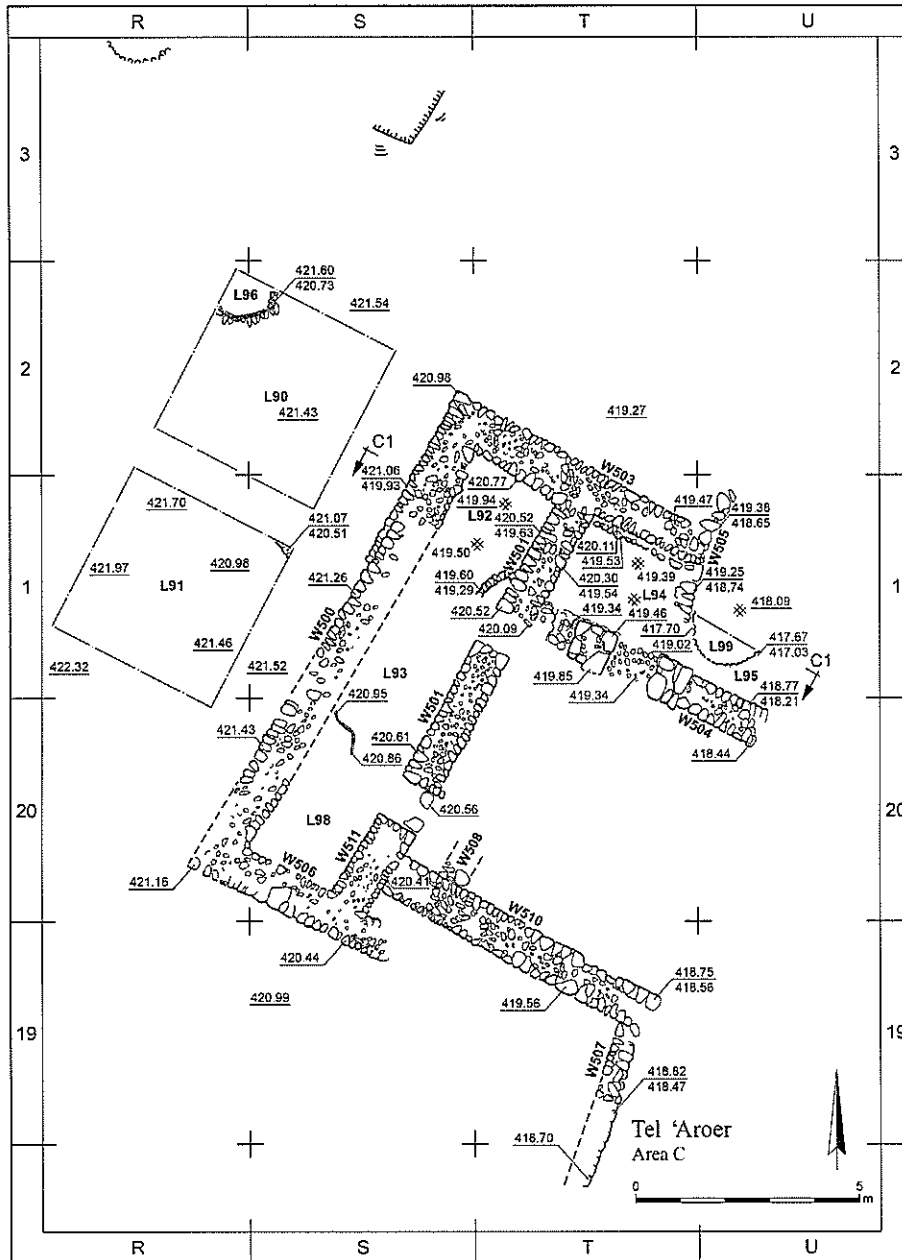 R S T U
3 3
421.60
420.73
L96
421.54
2 2
L90
421.43
420.98
419.27
C1
W503
421.06
419.93
420.77
419.94
L92
420.52
419.63
419.47
419.38
418.65
W505
421.70
421.07
420.51
W501
420.11
419.53
419.39
419.50
420.98
421.97
L91
421.26
1 1
419.60
419.29
420.30
419.54
L94
419.25
418.74
418.09
W500
420.52
420.09
419.34
419.46
417.70
419.02
L99
417.67
417.03
421.46
422.32
421.52
L93
419.85
419.34
L95
C1
420.95
W501
418.77
418.21
421.43
420.61
W504
418.44
420.86
20 20
L98
420.56
W511
W508
W506
421.16
420.41
W510
420.44
420.99
419.56
418.75
418.56
19 19
W507
418.62
418.47
418.70
Tel ‘Aroer
Area C
0 5
m
R S T U